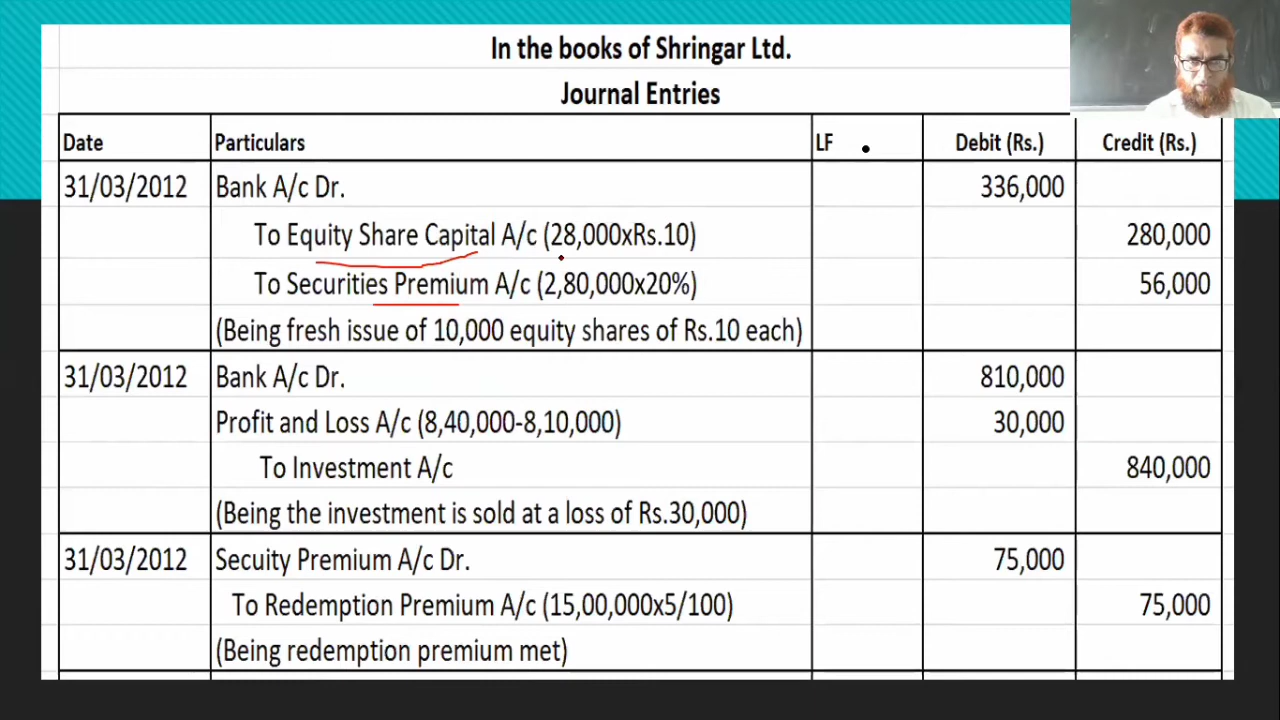 In the books of Shringar Ltd.
Journal Entries
Date Particulars LF Debit (Rs.) Credit (Rs.)
31/03/2012 Bank A/c Dr. 336,000
To Equity Share Capital A/c (28,000xRs.10) 280,000
To Securities Premium A/c (2,80,000x20%) 56,000
(Being fresh issue of 10,000 equity shares of Rs.10 each)
31/03/2012 Bank A/c Dr. 810,000
Profit and Loss A/c (8,40,000-8,10,000) 30,000
To Investment A/c 840,000
(Being the investment is sold at a loss of Rs.30,000)
31/03/2012 Secuity Premium A/c Dr. 75,000
To Redemption Premium A/c (15,00,000x5/100) 75,000
(Being redemption premium met)